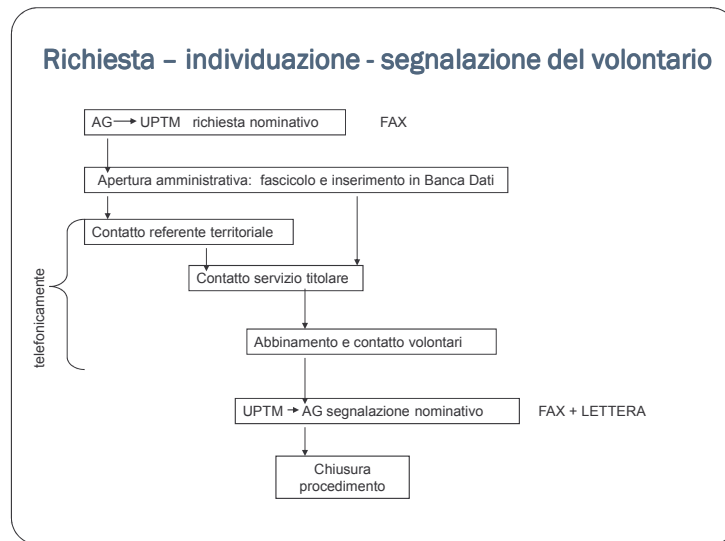 Richiesta – individuazione - segnalazione del volontario
AG → UPTM richiesta nominativo
FAX
Apertura amministrativa: fascicolo e inserimento in Banca Dati
Contatto referente territoriale
telefonicamente
Contatto servizio titolare
Abbinamento e contatto volontari
UPTM → AG segnalazione nominativo
FAX + LETTERA
Chiusura
procedimento